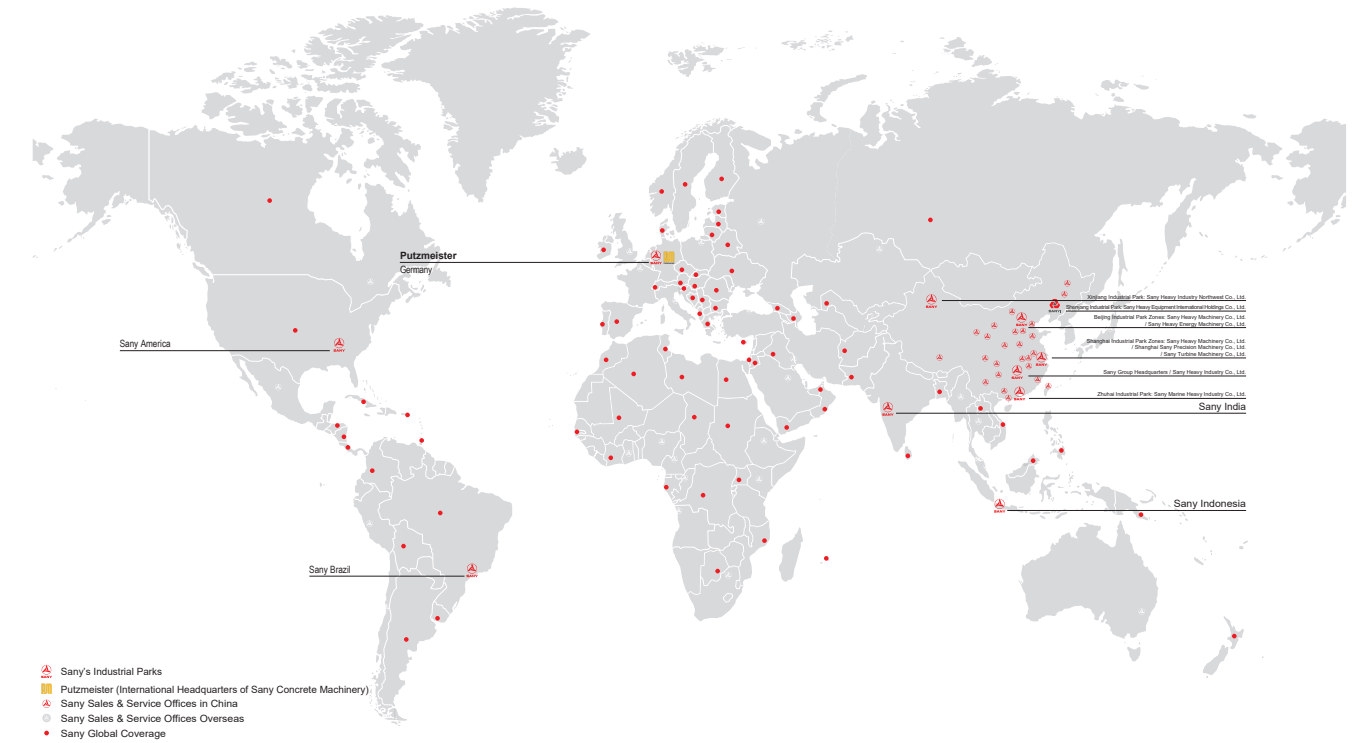 Putzmeister
Germany
Xinjiang Industrial Park: Sany Heavy Industry Northwest Co., Ltd.
Shenyang Industrial Park: Sany Heavy Equipment International Holdings Co., Ltd.
Beijing Industrial Park Zones: Sany Heavy Machinery Co., Ltd.
/ Sany Heavy Energy Machinery Co., Ltd.
Sany America
SANY
Shanghai Industrial Park Zones: Sany Heavy Machinery Co., Ltd.
/ Shanghai Sany Precision Machinery Co., Ltd.
/ Sany Turbine Machinery Co., Ltd.
Sany Group Headquarters / Sany Heavy Industry Co., Ltd.
Zhuhai Industrial Park: Sany Marine Heavy Industry Co., Ltd.
Sany India
SANY
Sany Indonesia
SANY
Sany Brazil
SANY
Sany's Industrial Parks
SANY
Putzmeister (International Headquarters of Sany Concrete Machinery)
Sany Sales & Service Offices in China
Sany Sales & Service Offices Overseas
Sany Global Coverage